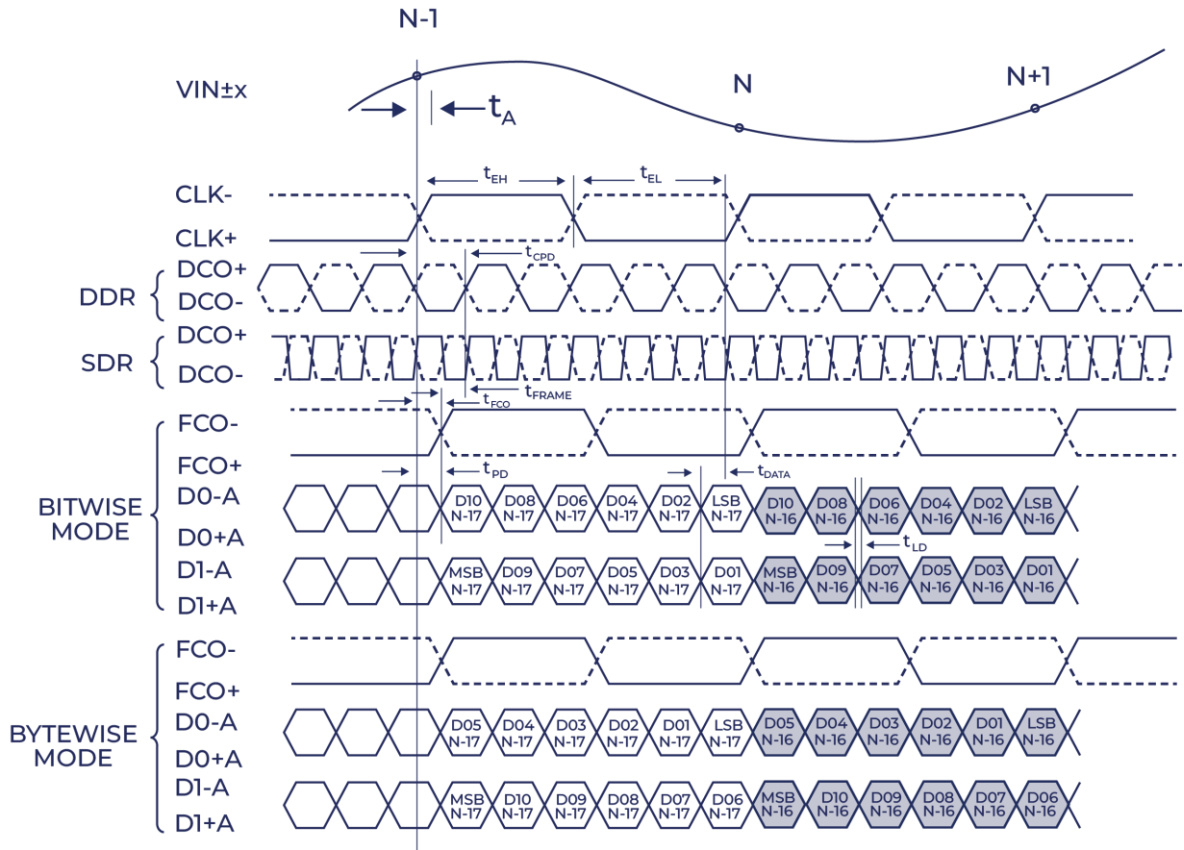 N-1
N
N+1
VIN±x
tA
CLK-
CLK+
tEH
tEL
tCPD
DDR
DCO+
DCO-
SDR
DCO+
DCO-
tFCO
tFRAME
BITWISE
MODE
FCO-
FCO+
tPD
tDATA
D0-A
D0+A
D10 D08 D06 D04 D02 LSB D10 D08 D06 D04 D02 LSB
N-17 N-17 N-17 N-17 N-17 N-17 N-16 N-16 N-16 N-16 N-16 N-16
tLD
D1-A
D1+A
MSB D09 D07 D05 D03 D01 MSB D09 D07 D05 D03 D01
N-17 N-17 N-17 N-17 N-17 N-17 N-16 N-16 N-16 N-16 N-16 N-16
BYTEWISE
MODE
FCO-
FCO+
D0-A
D0+A
D05 D04 D03 D02 D01 LSB D05 D04 D03 D02 D01 LSB
N-17 N-17 N-17 N-17 N-17 N-17 N-16 N-16 N-16 N-16 N-16 N-16
D1-A
D1+A
MSB D10 D09 D08 D07 D06 MSB D10 D09 D08 D07 D06
N-17 N-17 N-17 N-17 N-17 N-17 N-16 N-16 N-16 N-16 N-16 N-16